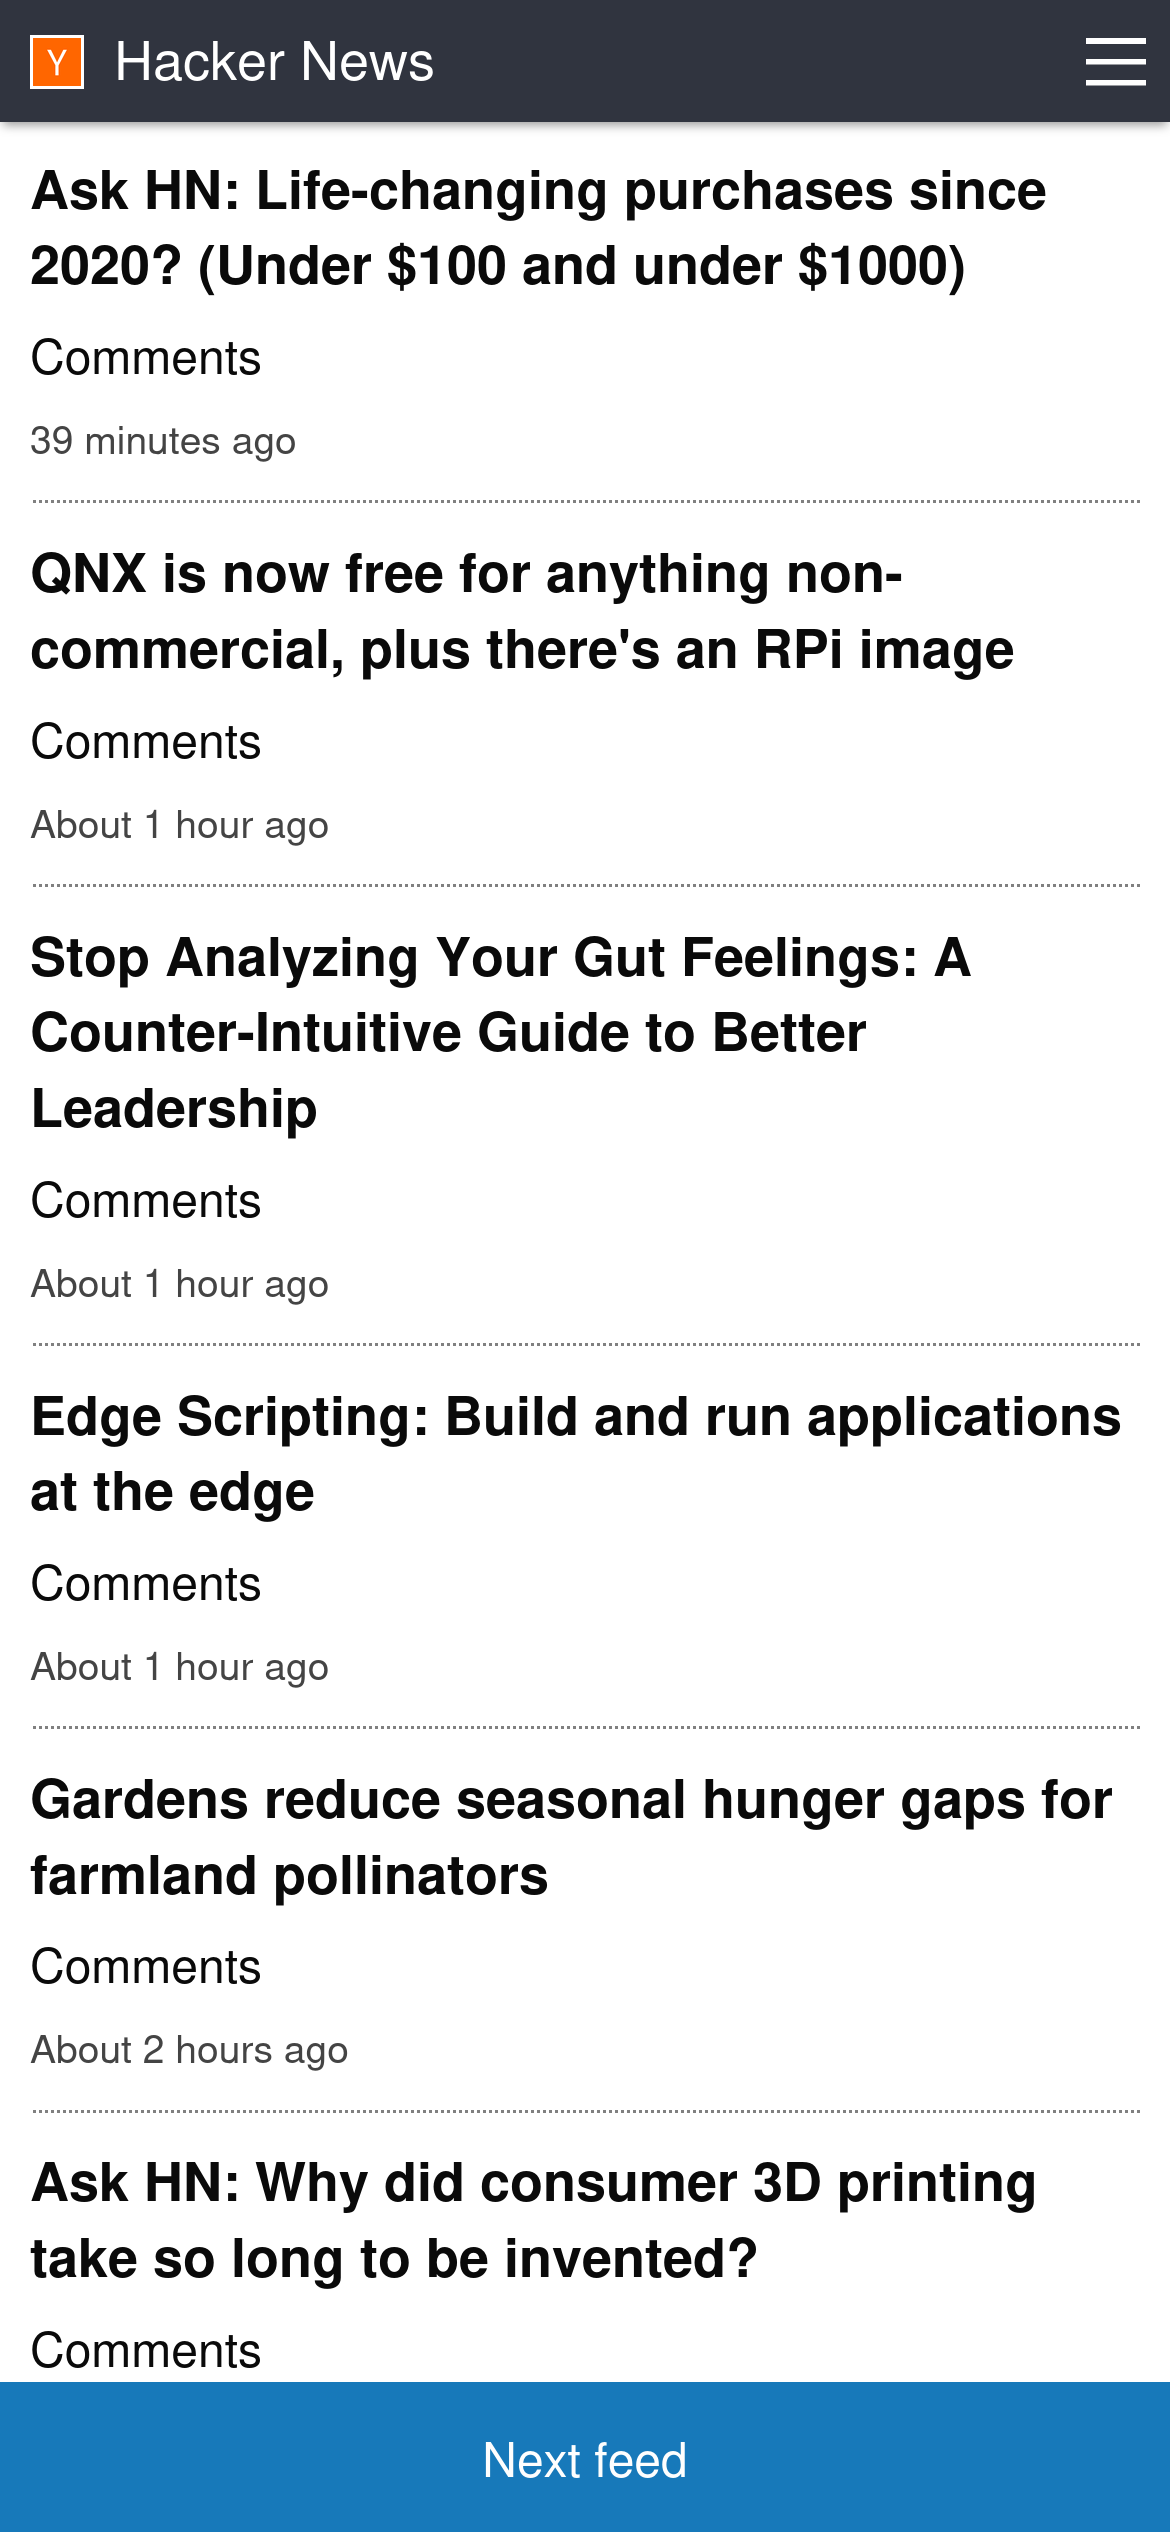 Y Hacker News
Ask HN: Life-changing purchases since
2020? (Under $100 and under $1000)
Comments
39 minutes ago
QNX is now free for anything non-
commercial, plus there's an RPi image
Comments
About 1 hour ago
Stop Analyzing Your Gut Feelings: A
Counter-Intuitive Guide to Better
Leadership
Comments
About 1 hour ago
Edge Scripting: Build and run applications
at the edge
Comments
About 1 hour ago
Gardens reduce seasonal hunger gaps for
farmland pollinators
Comments
About 2 hours ago
Ask HN: Why did consumer 3D printing
take so long to be invented?
Comments
Next feed